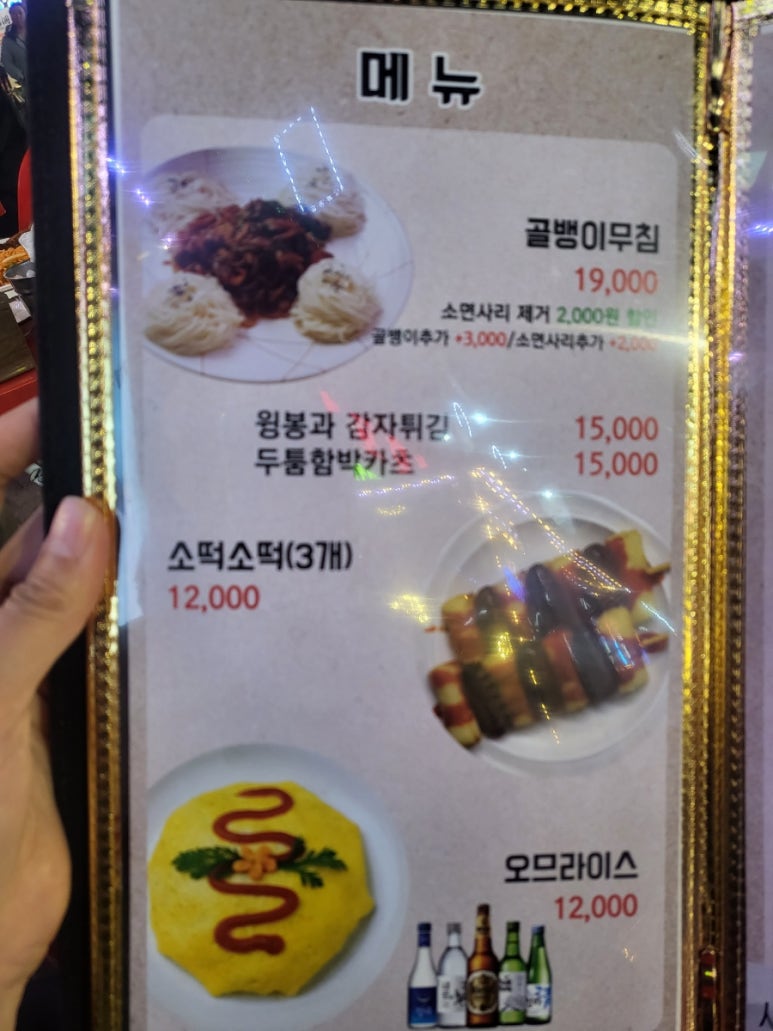 메뉴
골뱅이무침
19,000
소면사리 제거 2,000원 할인
골뱅이추가 +3,000/소면사리추가 +2,000
윙봉과 감자튀김 15,000
두툼함박카츠 15,000
소떡소떡(3개)
12,000
오므라이스
12,000